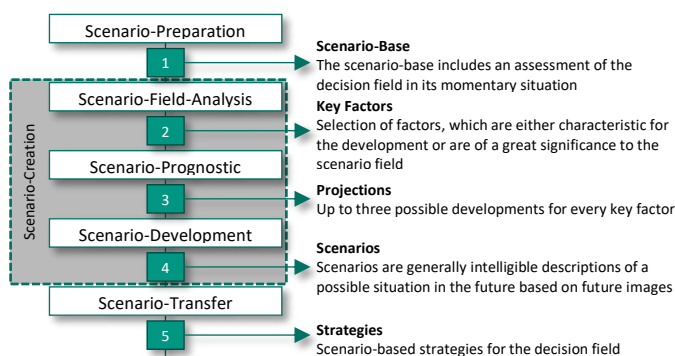 Scenario-Preparation
1
Scenario-Base
The scenario-base includes an assessment of the
decision field in its momentary situation
Scenario-Creation
Scenario-Field-Analysis
2
Key Factors
Selection of factors, which are either characteristic for
the development or are of a great significance to the
scenario field
Scenario-Prognostic
3
Projections
Up to three possible developments for every key factor
Scenario-Development
4
Scenarios
Scenarios are generally intelligible descriptions of a
possible situation in the future based on future images
Scenario-Transfer
5
Strategies
Scenario-based strategies for the decision field